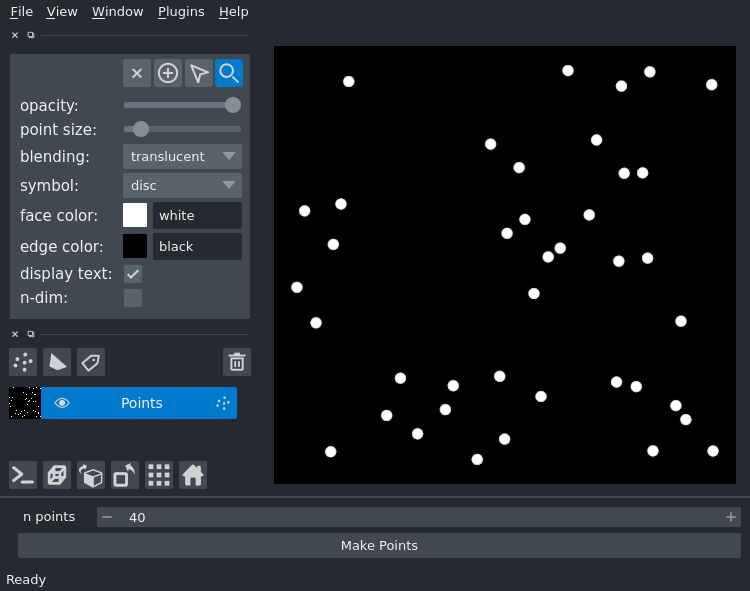 File View Window Plugins Help
opacity:
point size:
blending: translucent
symbol: disc
face color: white
edge color: black
display text:
n-dim:
Points
n points 40
Make Points
Ready